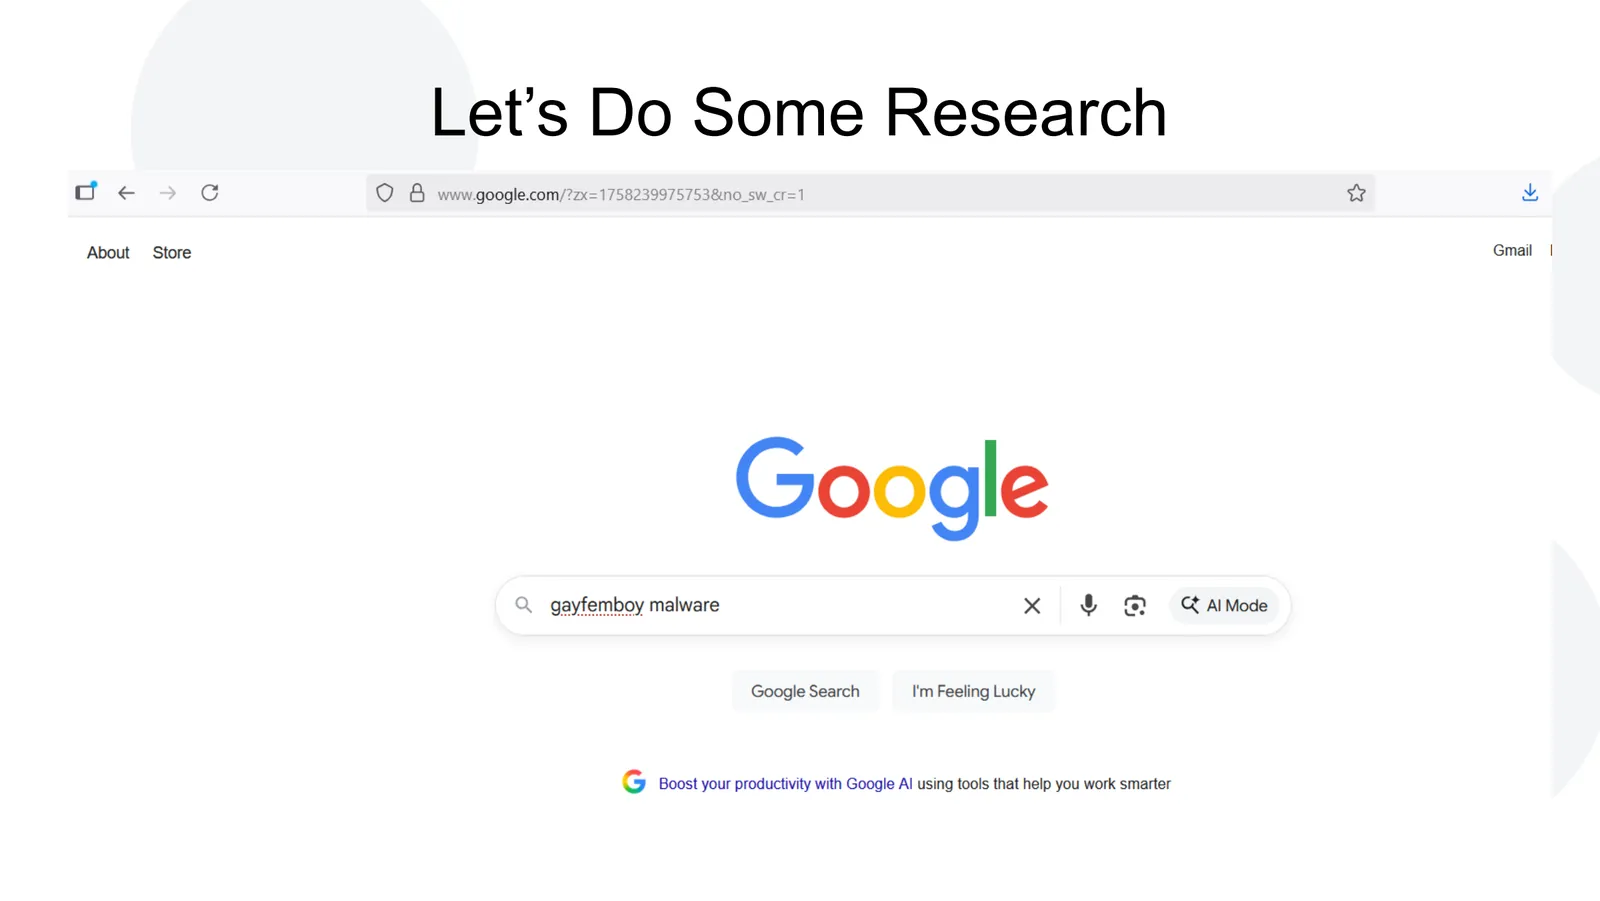 Let’s Do Some Research
www.google.com/?zx=1758239975753&no_sw_cr=1
About Store
Gmail
Google
gayfemboy malware
AI Mode
Google Search
I'm Feeling Lucky
Boost your productivity with Google AI using tools that help you work smarter